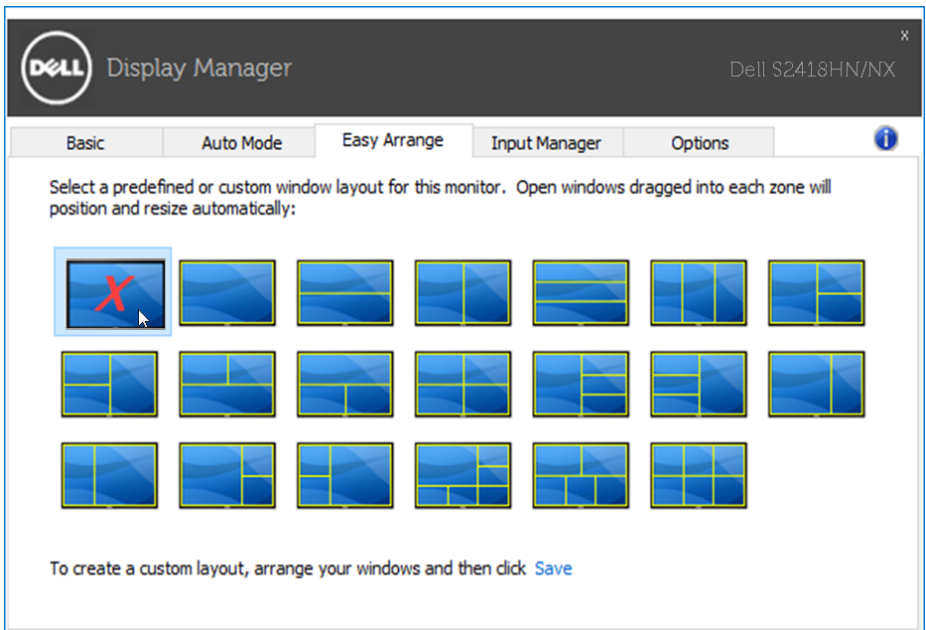 X
DELL Display Manager
Dell S2418HN/NX
Basic Auto Mode Easy Arrange Input Manager Options i
Select a predefined or custom window layout for this monitor. Open windows dragged into each zone will
position and resize automatically:
X
To create a custom layout, arrange your windows and then click Save